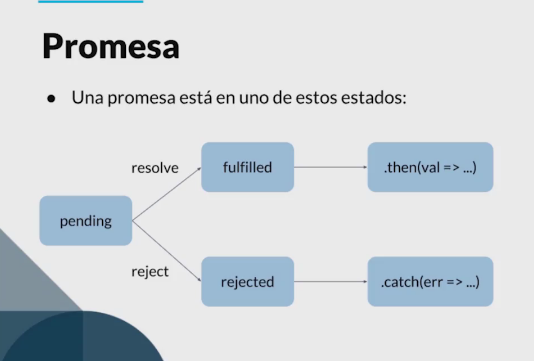 Promesa
● Una promesa está en uno de estos estados:
resolve
fulfilled
.then(val => ...)
pending
reject
rejected
.catch(err => ...)